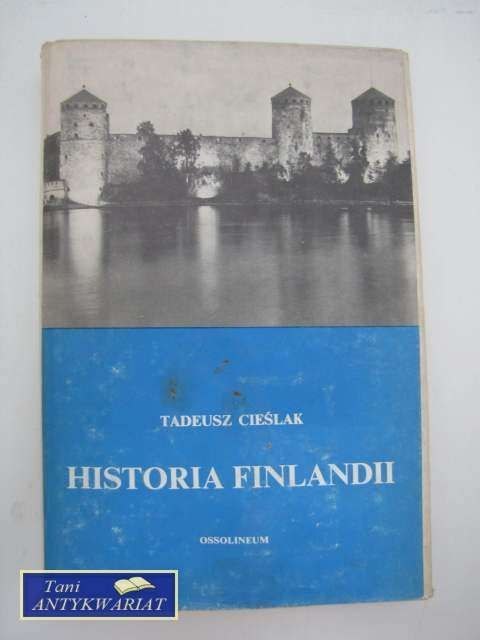 TADEUSZ CIEŚLAK
HISTORIA FINLANDII
OSSOLINEUM
Tani
ANTYKWARIAT